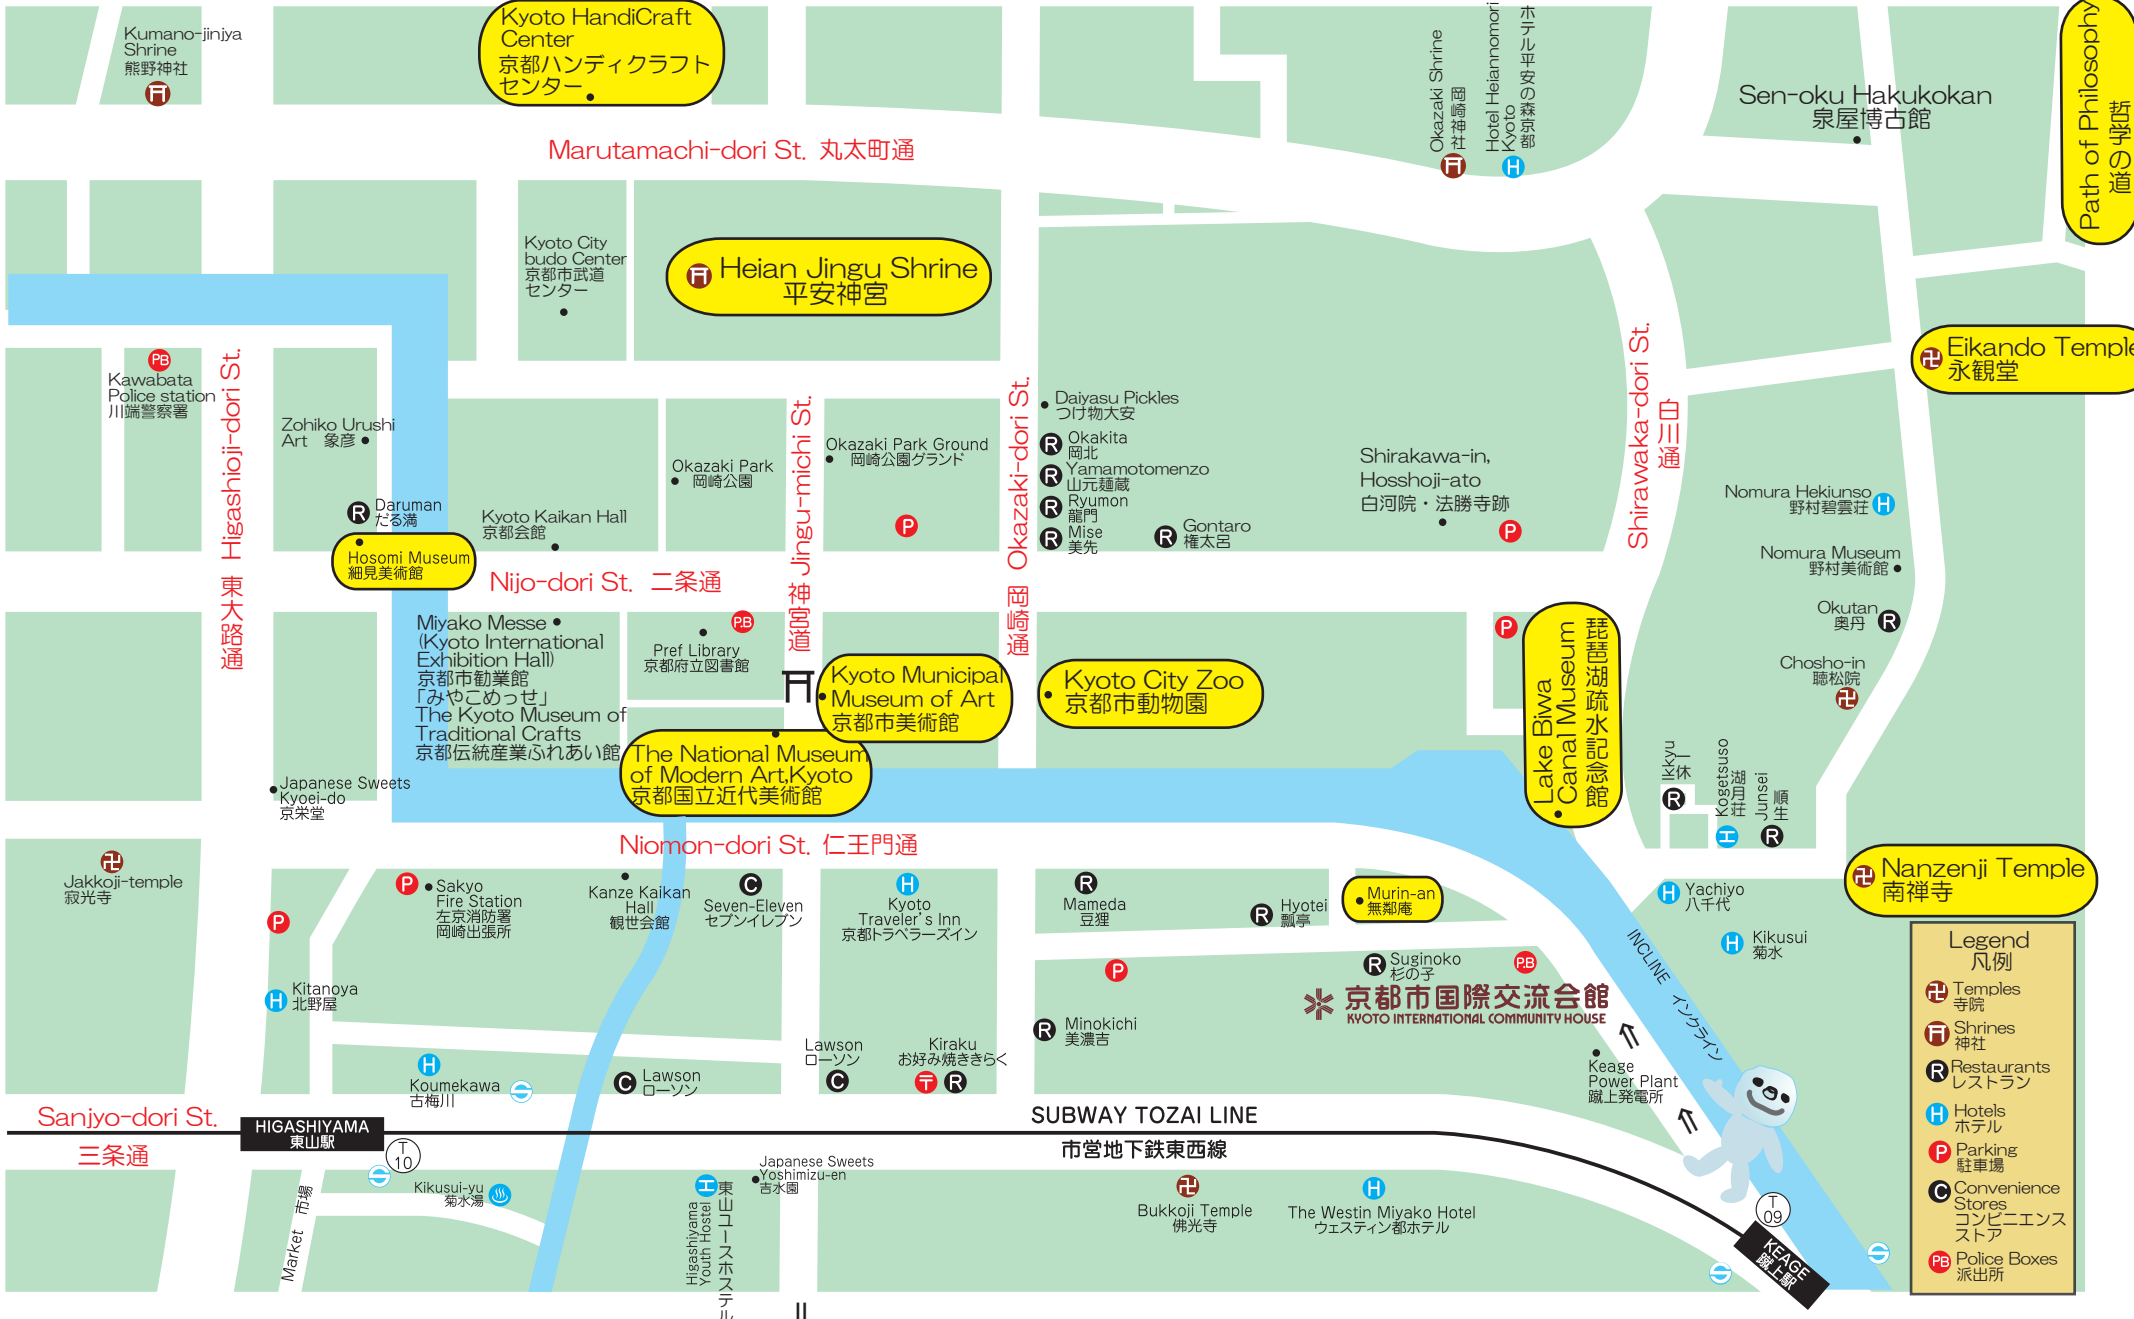 Kumano-jinjya
Shrine
熊野神社
Kyoto HandiCraft
Center
京都ハンディクラフト
センター
Okazaki Shrine
岡崎神社
Hotel Heiannomori
Kyoto
ホテル平安の森京都
Sen-oku Hakukokan
泉屋博古館
Path of Philosophy
哲学の道
Marutamachi-dori St. 丸太町通
Kyoto City
budo Center
京都市武道
センター
Heian Jingu Shrine
平安神宮
Eikando Temple
永観堂
PB
Kawabata
Police station
川端警察署
Higashioji-dori St.
東大路通
Zohiko Urushi
Art 象彦
R
Daruman
だる満
Hosomi Museum
細見美術館
Kyoto Kaikan Hall
京都会館
Okazaki Park
岡崎公園
Jingu-michi St.
神宮道
Okazaki Park Ground
岡崎公園グランド
P
Okazaki-dori St.
岡崎通
Daiyasu Pickles
つけ物大安
R
Okakita
岡北
R
Yamamotomenzo
山元麺蔵
R
Ryumon
龍門
R
Mise
美先
R
Gontaro
権太呂
Shirakawa-in,
Hosshoji-ato
白河院・法勝寺跡
P
Shirawaka-dori St.
白川通
Nomura Hekiunso
野村碧雲荘
H
Nomura Museum
野村美術館
Okutan
奥丹
R
Chosho-in
聴松院
Nijo-dori St. 二条通
Miyako Messe
(Kyoto International
Exhibition Hall)
京都市勧業館
「みやこめっせ」
The Kyoto Museum of
Traditional Crafts
京都伝統産業ふれあい館
PB
Pref Library
京都府立図書館
Kyoto Municipal
Museum of Art
京都市美術館
The National Museum
of Modern Art,Kyoto
京都国立近代美術館
Kyoto City Zoo
京都市動物園
P
Lake Biwa
Canal Museum
琵琶湖疏水記念館
Ikkyu
一休
R
Kogetsuso
湖月荘
H
Junsei
順生
R
Japanese Sweets
Kyoei-do
京栄堂
Niomon-dori St. 仁王門通
Nanzenji Temple
南禅寺
Jakkoji-temple
寂光寺
P
P
Sakyo
Fire Station
左京消防署
岡崎出張所
Kanze Kaikan
Hall
観世会館
C
Seven-Eleven
セブンイレブン
H
Kyoto
Traveler's Inn
京都トラベラーズイン
R
Mameda
豆狸
R
Hyotei
瓢亭
Murin-an
無鄰庵
H
Yachiyo
八千代
H
Kikusui
菊水
H
Kitanoya
北野屋
P
R
Suginoko
杉の子
P.B
京都市国際交流会館
KYOTO INTERNATIONAL COMMUNITY HOUSE
INCLINE インクライン
R
Minokichi
美濃吉
H
Koumekawa
古梅川
C
Lawson
ローソン
Lawson
ローソン
C
Kiraku
お好み焼ききらく
〒
R
Keage
Power Plant
蹴上発電所
Sanjyo-dori St.
三条通
HIGASHIYAMA
東山駅
T
10
SUBWAY TOZAI LINE
市営地下鉄東西線
Market 市場
Kikusui-yu
菊水湯
H
Higashiyama
Youth Hostel
東山ユースホステル
Japanese Sweets
Yoshimizu-en
吉水園
Bukkoji Temple
佛光寺
H
The Westin Miyako Hotel
ウェスティン都ホテル
T
09
KEAGE
蹴上駅
Legend
凡例
Temples
寺院
Shrines
神社
R
Restaurants
レストラン
H
Hotels
ホテル
P
Parking
駐車場
C
Convenience
Stores
コンビニエンス
ストア
PB
Police Boxes
派出所